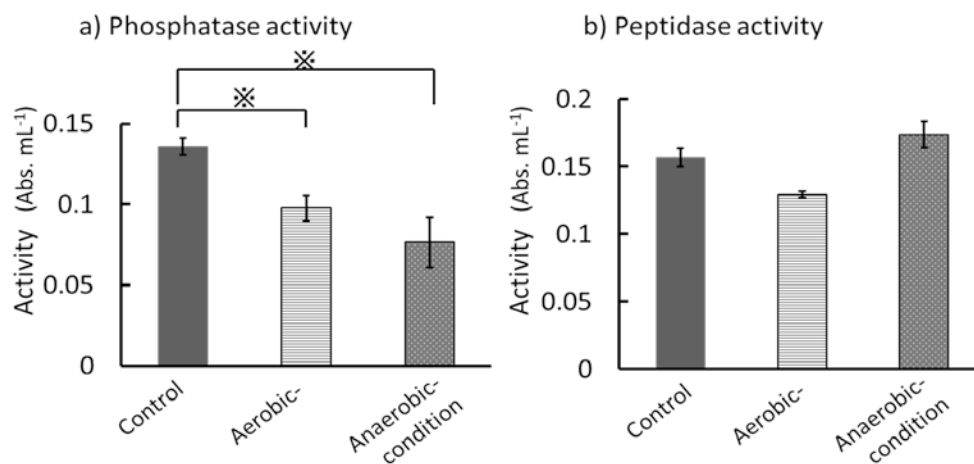 a) Phosphatase activity
※
※
Activity (Abs. mL⁻¹)
0.15
0.1
0.05
0
Control
Aerobic-
Anaerobic-
condition
b) Peptidase activity
Activity (Abs. mL⁻¹)
0.2
0.15
0.1
0.05
0
Control
Aerobic-
Anaerobic-
condition